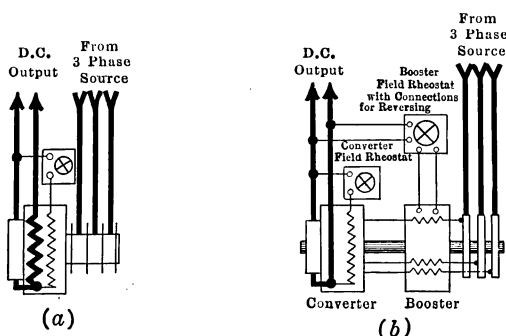 (a)
D.C.
Output
From
3 Phase
Source
(b)
D.C.
Output
Booster
Field Rheostat
with Connections
for Reversing
Converter
Field Rheostat
From
3 Phase
Source
Converter
Booster